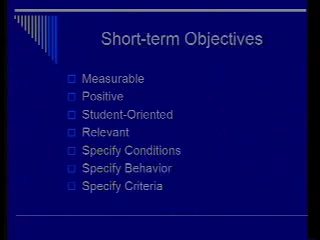 Short-term Objectives
Measurable
Positive
Student-Oriented
Relevant
Specify Conditions
Specify Behavior
Specify Criteria